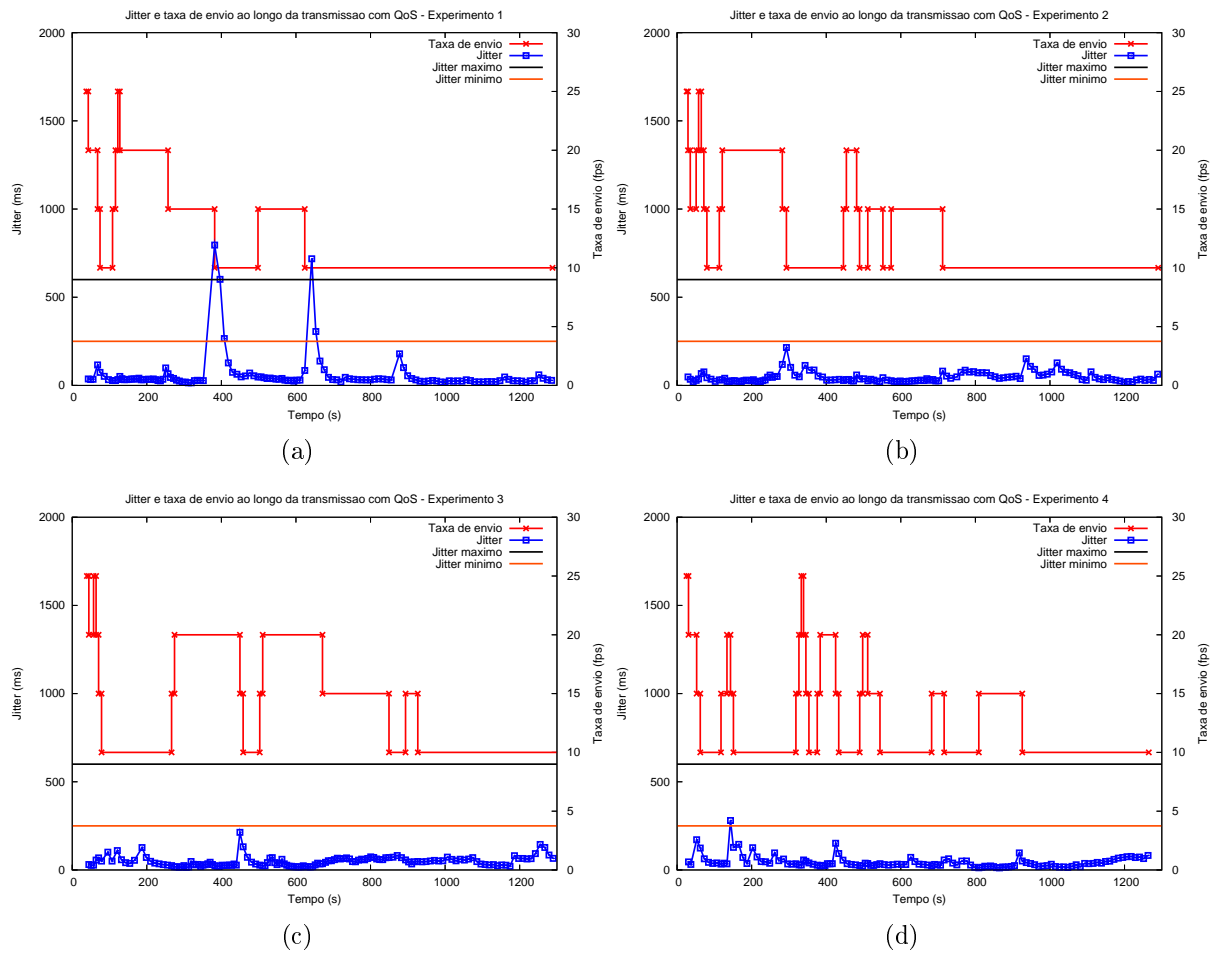 Jitter e taxa de envio ao longo da transmissao com QoS - Experimento 1
2000
1500
1000
500
0
Jitter (ms)
30
25
20
15
10
5
0
Taxa de envio (fps)
Taxa de envio
Jitter
Jitter maximo
Jitter minimo
0 200 400 600 800 1000 1200
Tempo (s)
(a)
Jitter e taxa de envio ao longo da transmissao com QoS - Experimento 2
2000
1500
1000
500
0
Jitter (ms)
30
25
20
15
10
5
0
Taxa de envio (fps)
Taxa de envio
Jitter
Jitter maximo
Jitter minimo
0 200 400 600 800 1000 1200
Tempo (s)
(b)
Jitter e taxa de envio ao longo da transmissao com QoS - Experimento 3
2000
1500
1000
500
0
Jitter (ms)
30
25
20
15
10
5
0
Taxa de envio (fps)
Taxa de envio
Jitter
Jitter maximo
Jitter minimo
0 200 400 600 800 1000 1200
Tempo (s)
(c)
Jitter e taxa de envio ao longo da transmissao com QoS - Experimento 4
2000
1500
1000
500
0
Jitter (ms)
30
25
20
15
10
5
0
Taxa de envio (fps)
Taxa de envio
Jitter
Jitter maximo
Jitter minimo
0 200 400 600 800 1000 1200
Tempo (s)
(d)